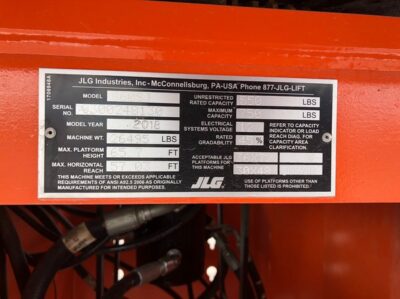 JLG Industries, Inc - McConnellsburg, PA-USA Phone 877-JLG-LIFT
1706948A
MODEL
SERIAL NO.
MODEL YEAR 2018
MACHINE WT. LBS
MAX. PLATFORM HEIGHT FT
MAX. HORIZONTAL REACH FT
THIS MACHINE MEETS OR EXCEEDS APPLICABLE
REQUIREMENTS OF ANSI A92.5 2006 AS ORIGINALLY
MANUFACTURED FOR INTENDED PURPOSES.
UNRESTRICTED RATED CAPACITY LBS
MAXIMUM CAPACITY LBS
ELECTRICAL SYSTEMS VOLTAGE
RATED GRADEABILITY %
REFER TO CAPACITY
INDICATOR OR LOAD
REACH DIAG. FOR
CAPACITY AREA
CLARIFICATION.
ACCEPTABLE JLG
PLATFORMS FOR
THIS MACHINE
JLG
USE OF PLATFORMS OTHER THAN
THOSE LISTED IS PROHIBITED.